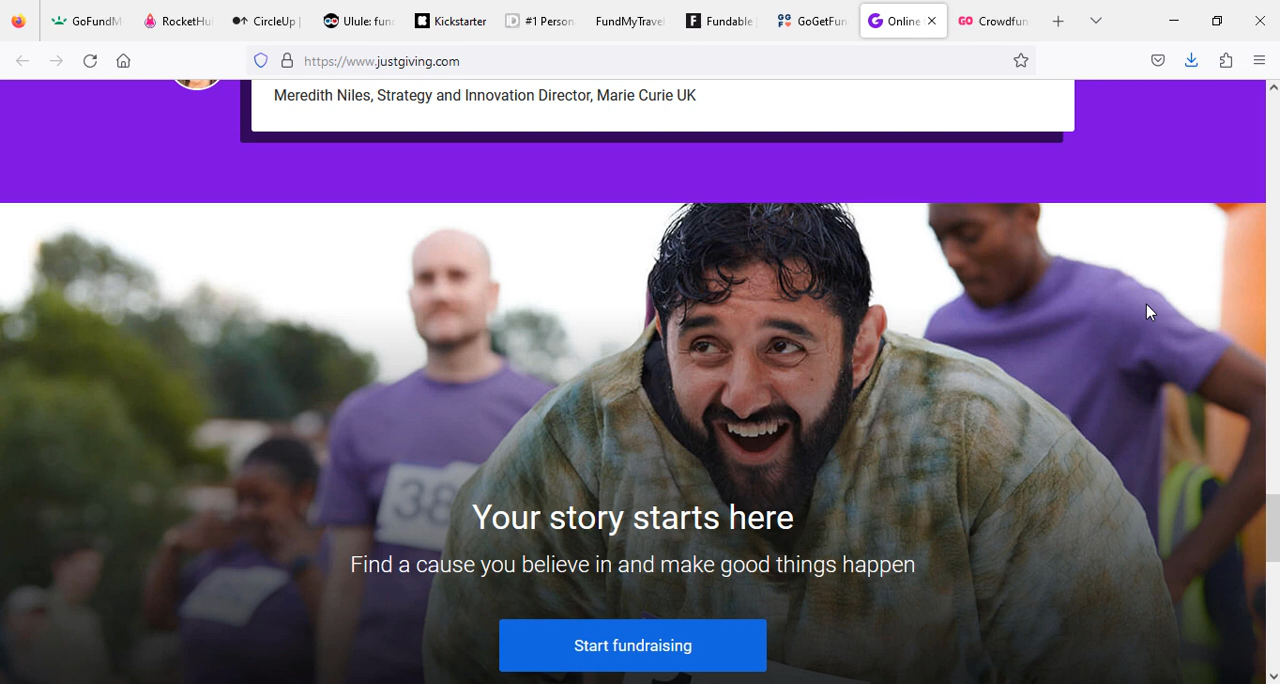 GoFundM
RocketHu
CircleUp |
Ulule: fund
Kickstarter
#1 Person
FundMyTravel
Fundable |
GoGetFun
Online
Crowdfun
https://www.justgiving.com
Meredith Niles, Strategy and Innovation Director, Marie Curie UK
38
Your story starts here
Find a cause you believe in and make good things happen
Start fundraising